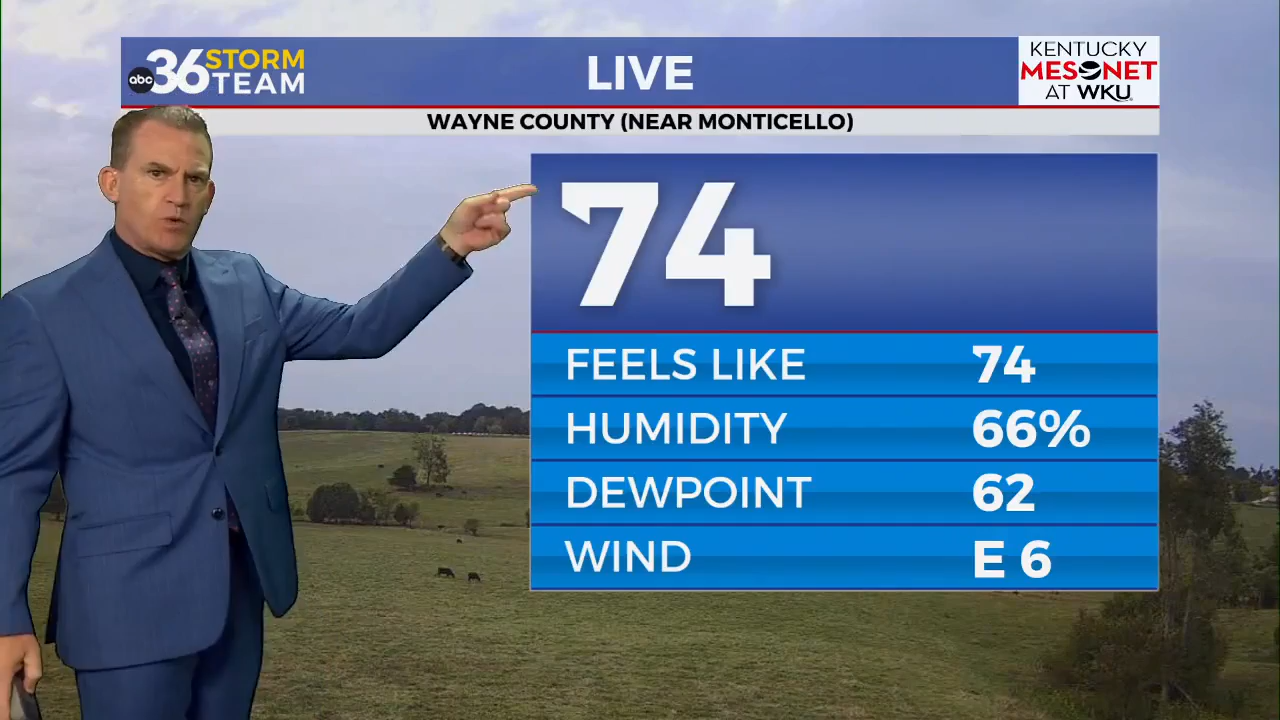 abc 36 STORM TEAM
LIVE
KENTUCKY
MESONET
AT WKU
WAYNE COUNTY (NEAR MONTICELLO)
74
FEELS LIKE 74
HUMIDITY 66%
DEWPOINT 62
WIND E 6